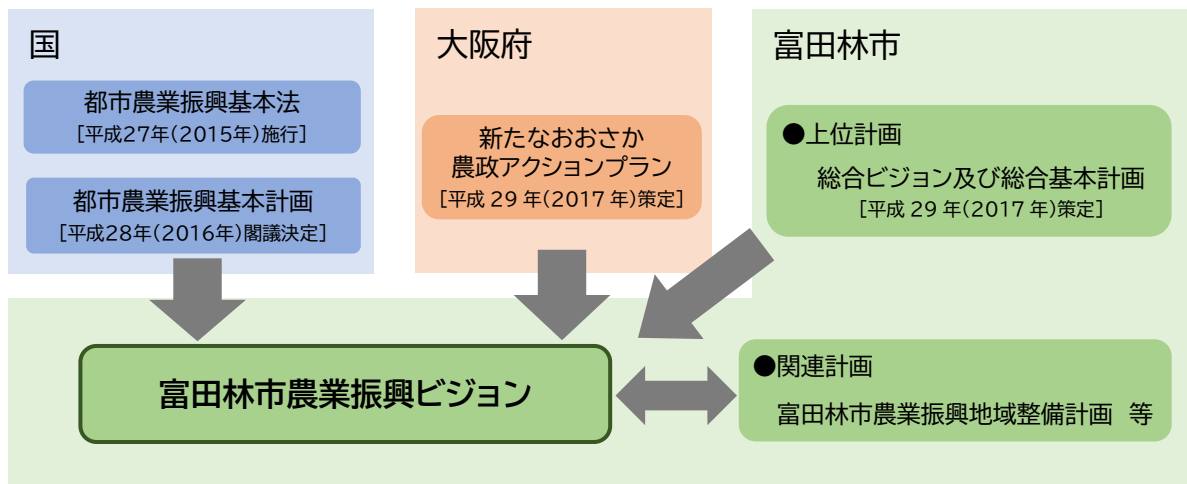 国
都市農業振興基本法
[平成27年(2015年)施行]
都市農業振興基本計画
[平成28年(2016年)閣議決定]
大阪府
新たなおおさか
農政アクションプラン
[平成 29 年(2017 年)策定]
富田林市
●上位計画
総合ビジョン及び総合基本計画
[平成 29 年(2017 年)策定]
富田林市農業振興ビジョン
●関連計画
富田林市農業振興地域整備計画　等